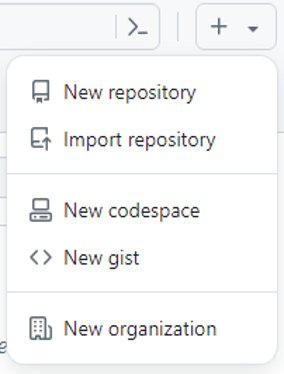 New repository
Import repository
New codespace
New gist
New organization